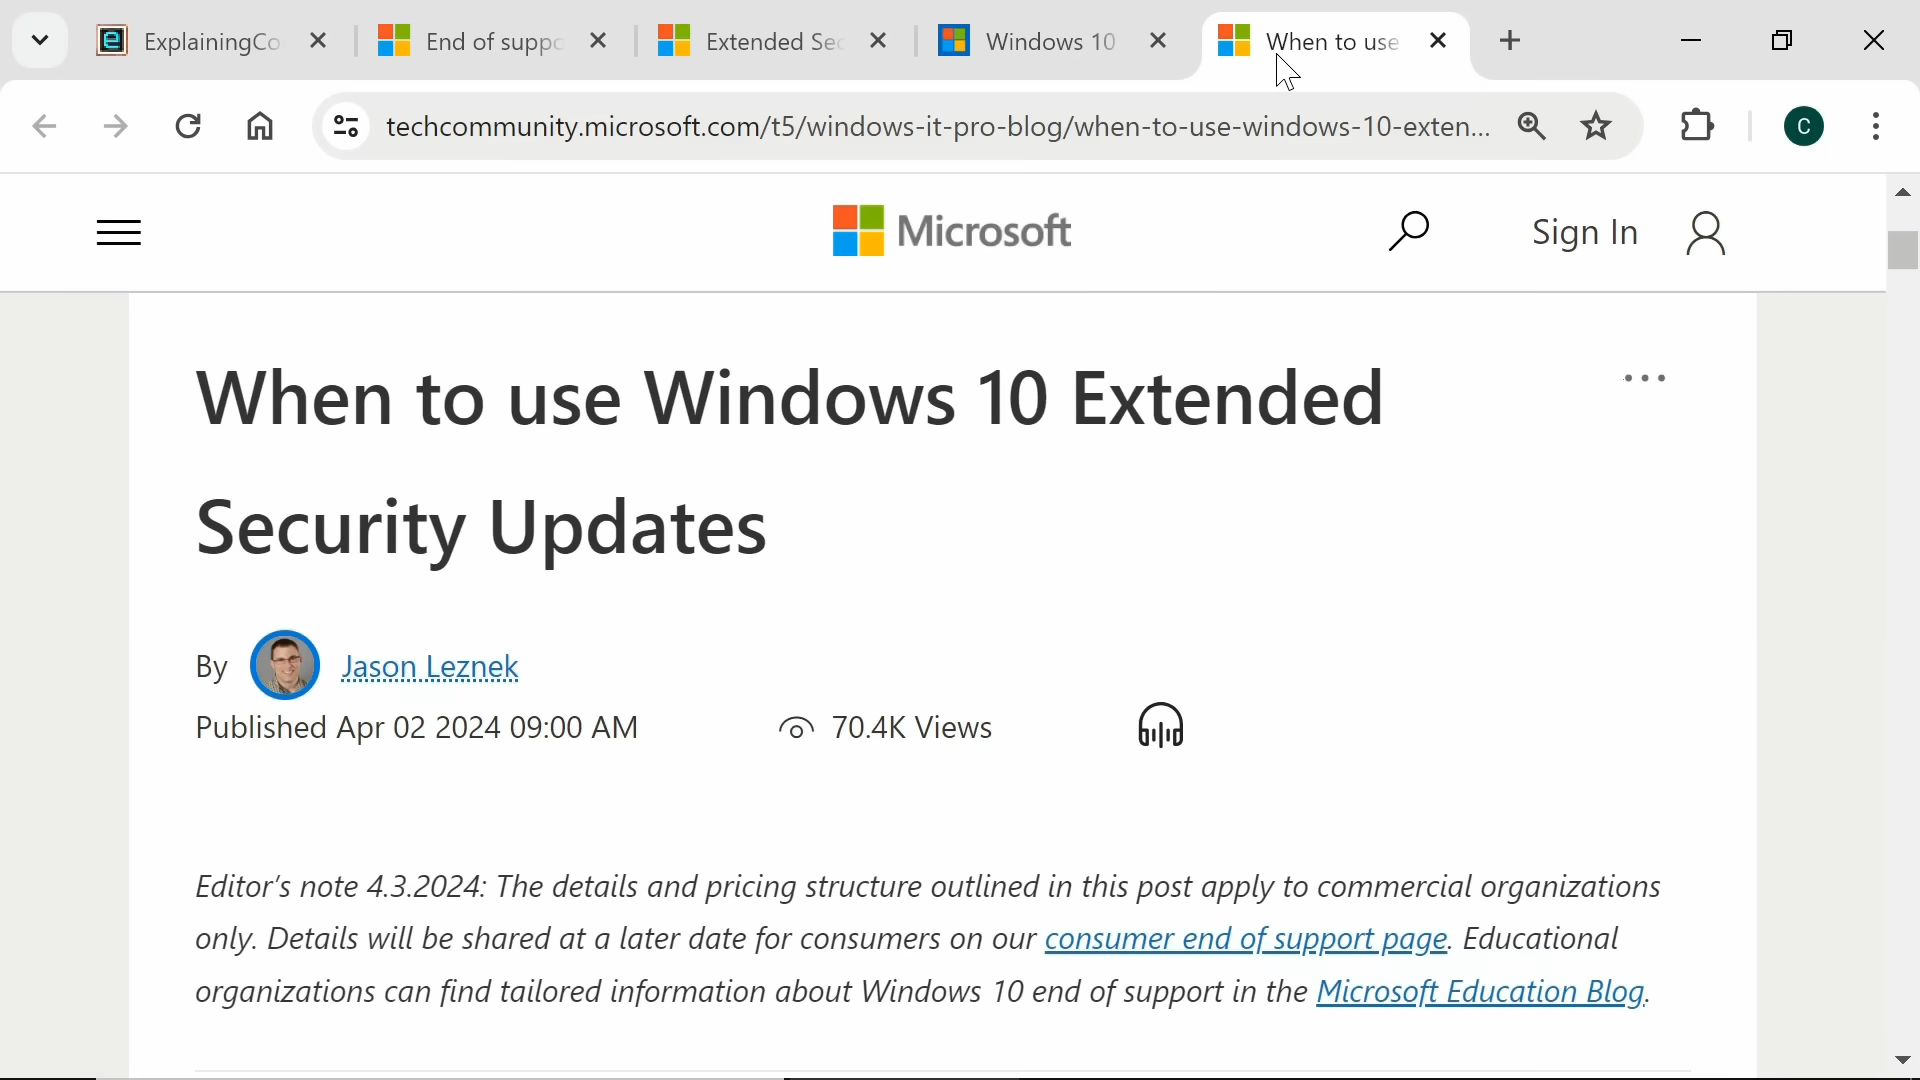 ExplainingCo
End of suppo
Extended Sec
Windows 10
When to use
techcommunity.microsoft.com/t5/windows-it-pro-blog/when-to-use-windows-10-exten...
C
Microsoft
Sign In
When to use Windows 10 Extended
Security Updates
By Jason Leznek
Published Apr 02 2024 09:00 AM 70.4K Views
Editor's note 4.3.2024: The details and pricing structure outlined in this post apply to commercial organizations
only. Details will be shared at a later date for consumers on our consumer end of support page. Educational
organizations can find tailored information about Windows 10 end of support in the Microsoft Education Blog.